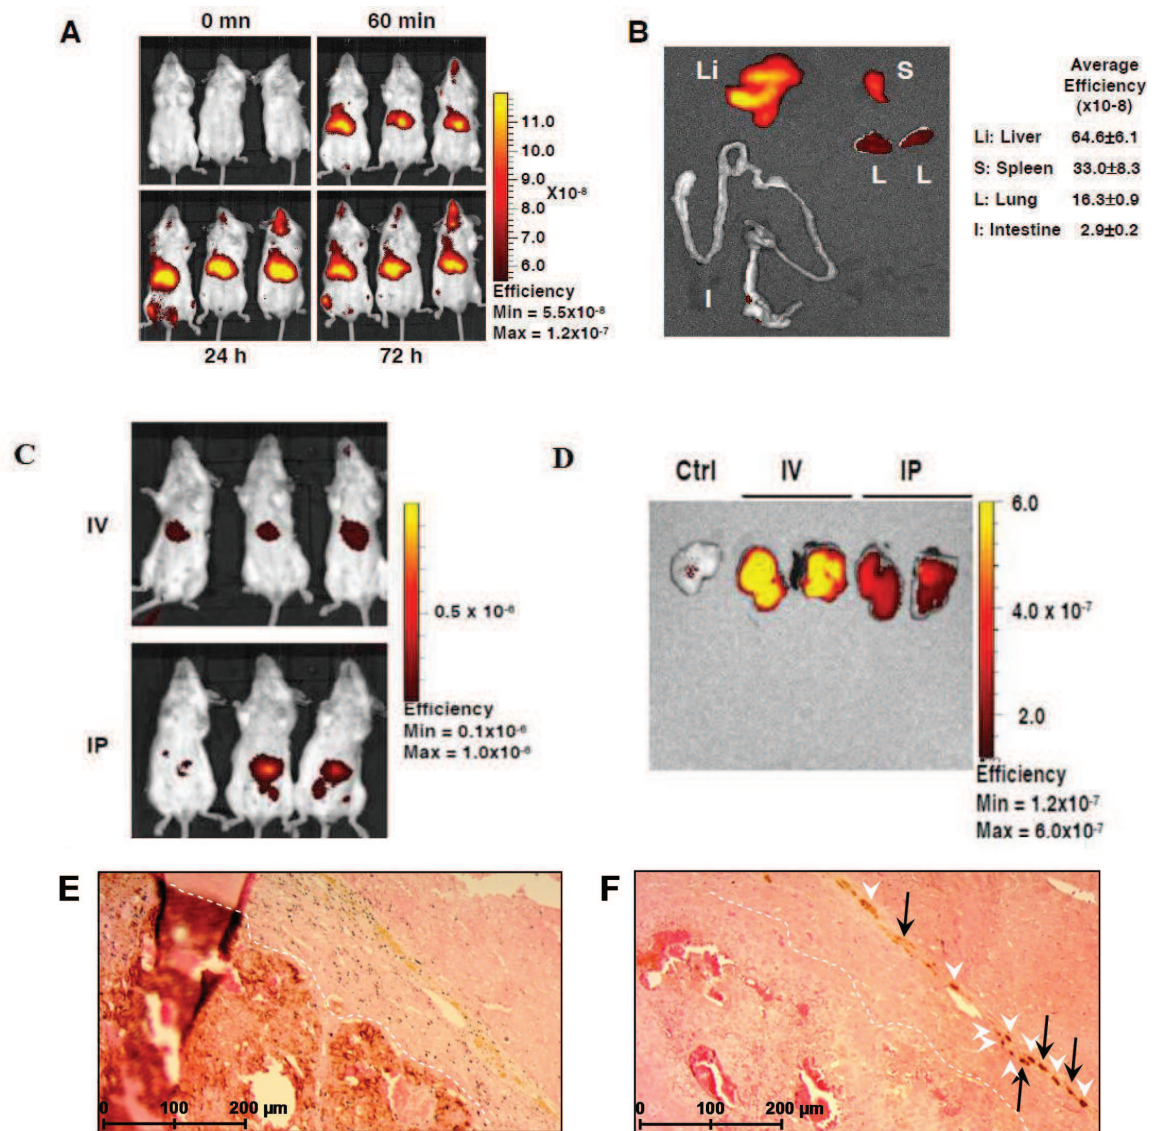 A
0 mn
60 min
11.0
10.0
9.0
X10-8
8.0
7.0
6.0
Efficiency
Min = 5.5x10-8
Max = 1.2x10-7
24 h
72 h
B
Li
S
L
L
I
Average
Efficiency
(x10-8)
Li: Liver 64.6±6.1
S: Spleen 33.0±8.3
L: Lung 16.3±0.9
I: Intestine 2.9±0.2
C
IV
IP
0.5 x 10-6
Efficiency
Min = 0.1x10-6
Max = 1.0x10-6
D
Ctrl IV IP
6.0
4.0 x 10-7
2.0
Efficiency
Min = 1.2x10-7
Max = 6.0x10-7
E
0 100 200 µm
F
0 100 200 µm